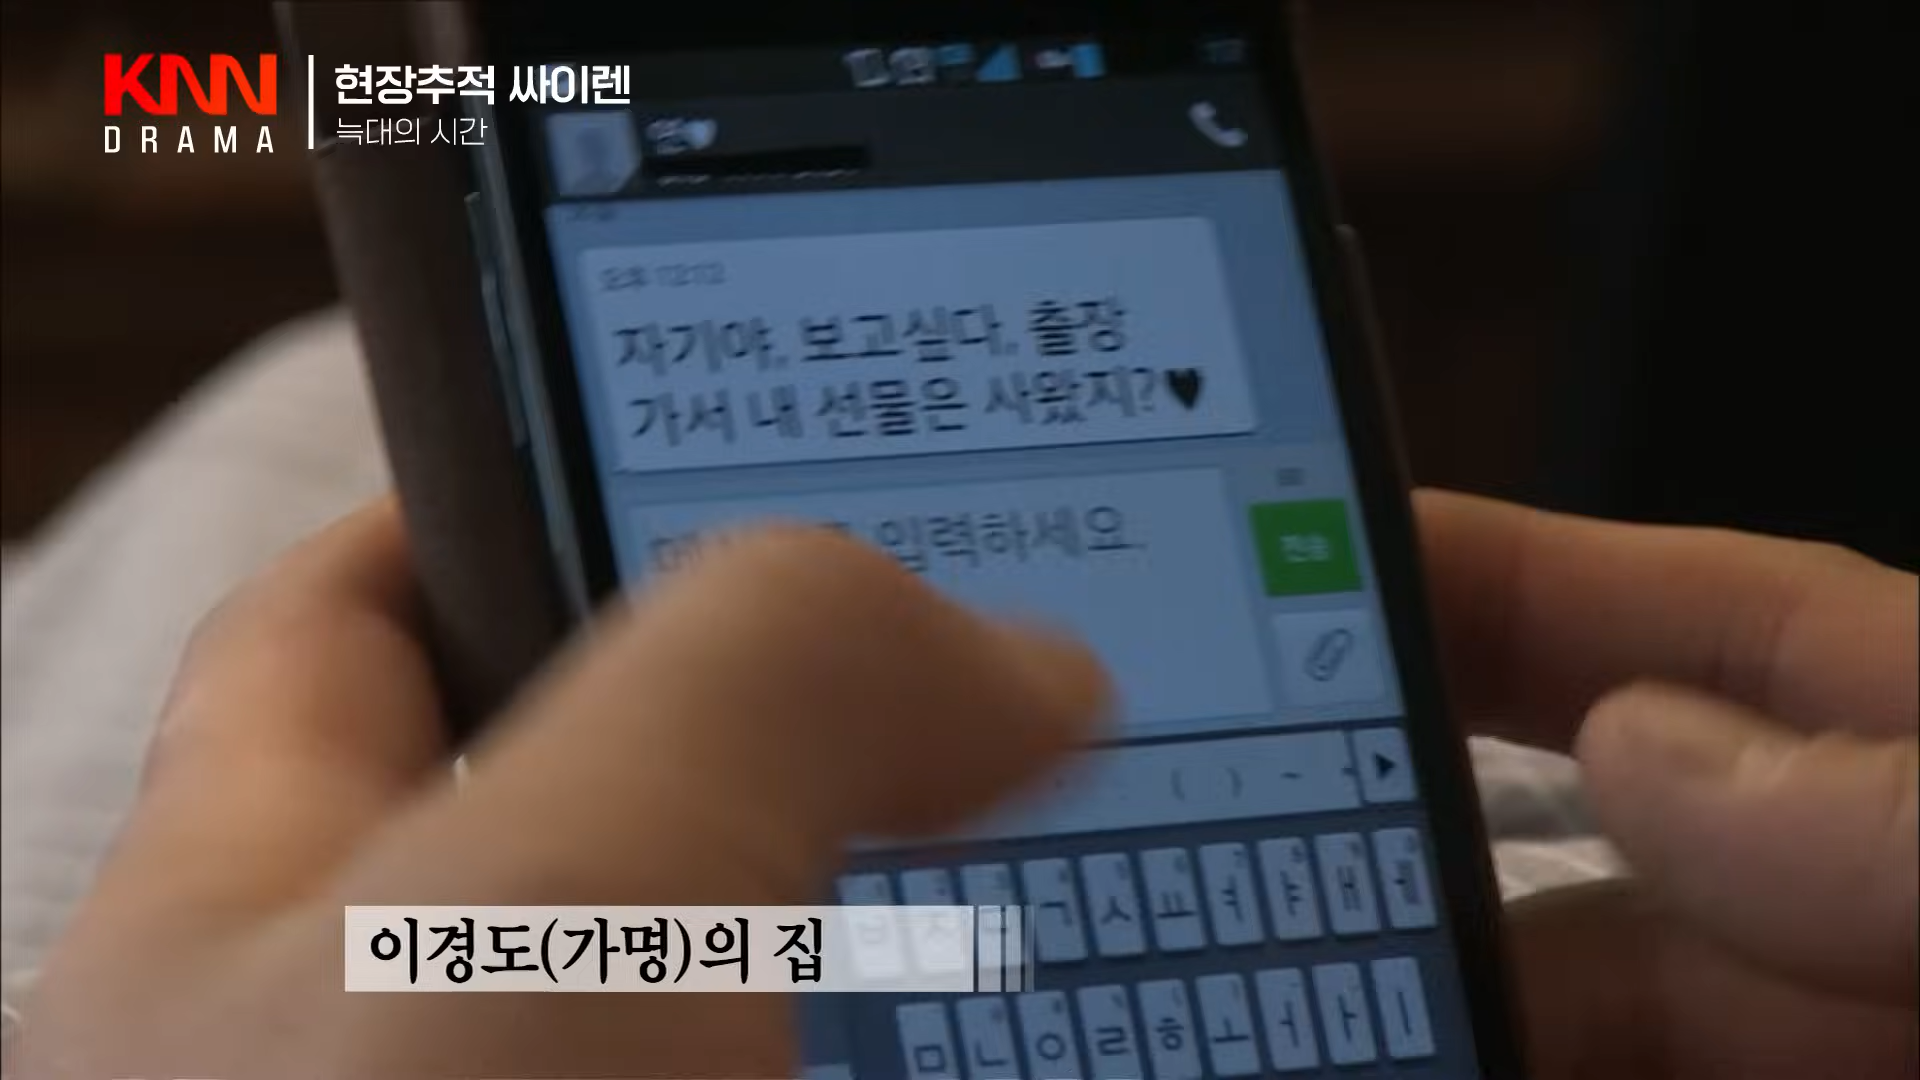 KNN
DRAMA
현장추적 싸이렌
늑대의 시간
자기야, 보고싶다, 출장
가서 내 선물은 사왔지?♥
입력하세요.
전송
( ) ~
ㄱ ㅅ ㅛ ㅕ ㅑ ㅐ ㅔ
ㅁ ㄴ ㅇ ㄹ ㅎ ㅗ ㅓ ㅏ ㅣ
이경도(가명)의 집